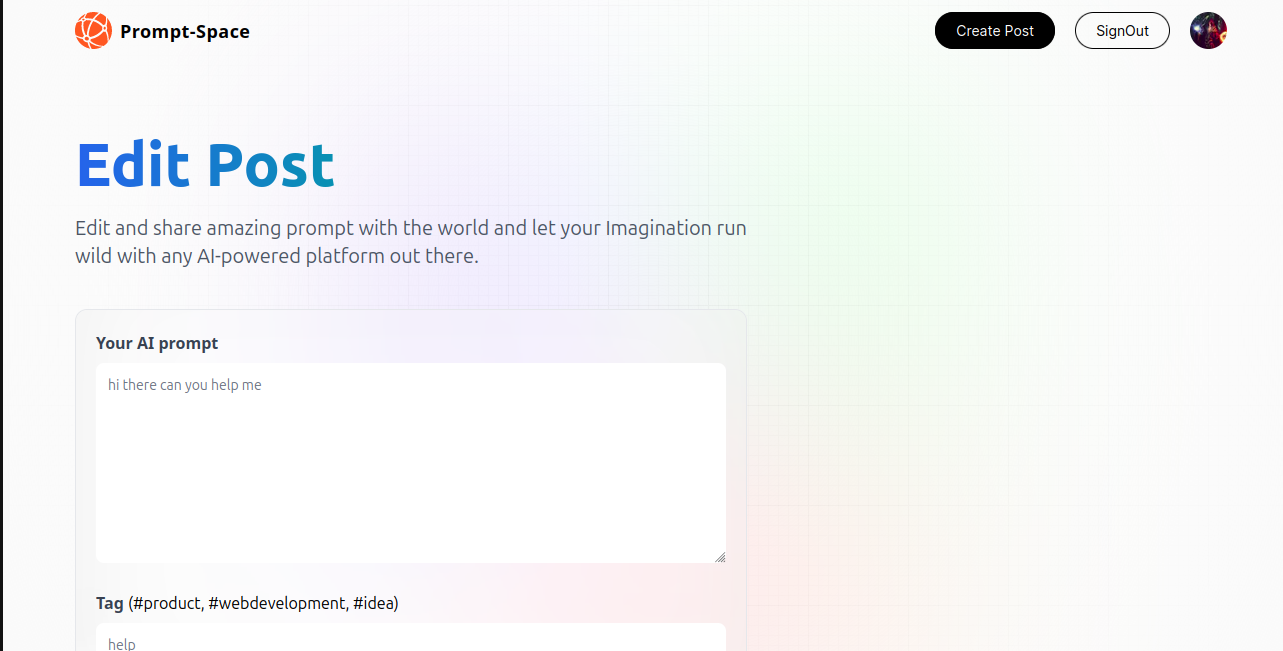 Prompt-Space
Create Post
SignOut
Edit Post
Edit and share amazing prompt with the world and let your Imagination run
wild with any AI-powered platform out there.
Your AI prompt
hi there can you help me
Tag (#product, #webdevelopment, #idea)
help